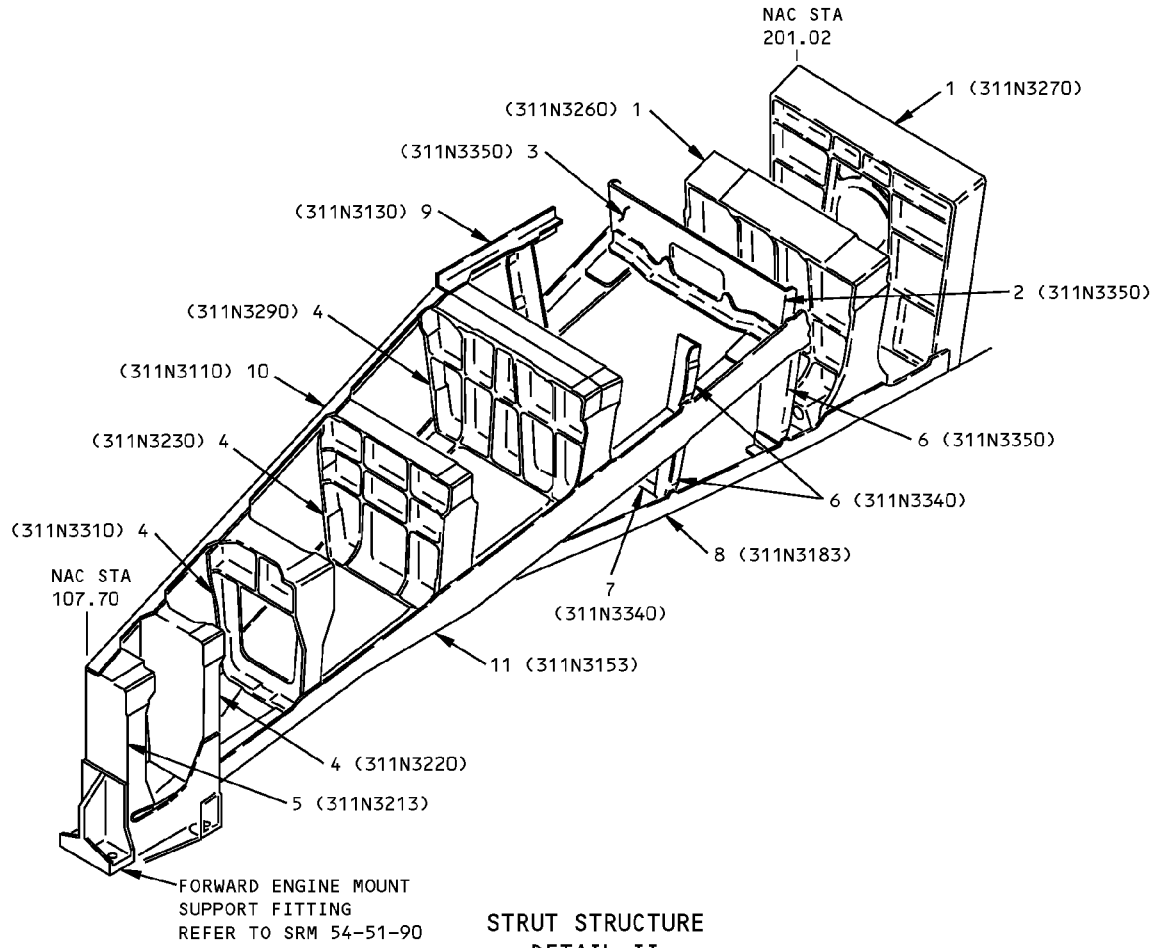 NAC STA
201.02
1 (311N3270)
(311N3260) 1
(311N3350) 3
(311N3130) 9
2 (311N3350)
(311N3290) 4
(311N3110) 10
(311N3230) 4
6 (311N3350)
6 (311N3340)
(311N3310) 4
8 (311N3183)
NAC STA
107.70
7
(311N3340)
11 (311N3153)
4 (311N3220)
5 (311N3213)
FORWARD ENGINE MOUNT
SUPPORT FITTING
REFER TO SRM 54-51-90
STRUT STRUCTURE
DETAIL II